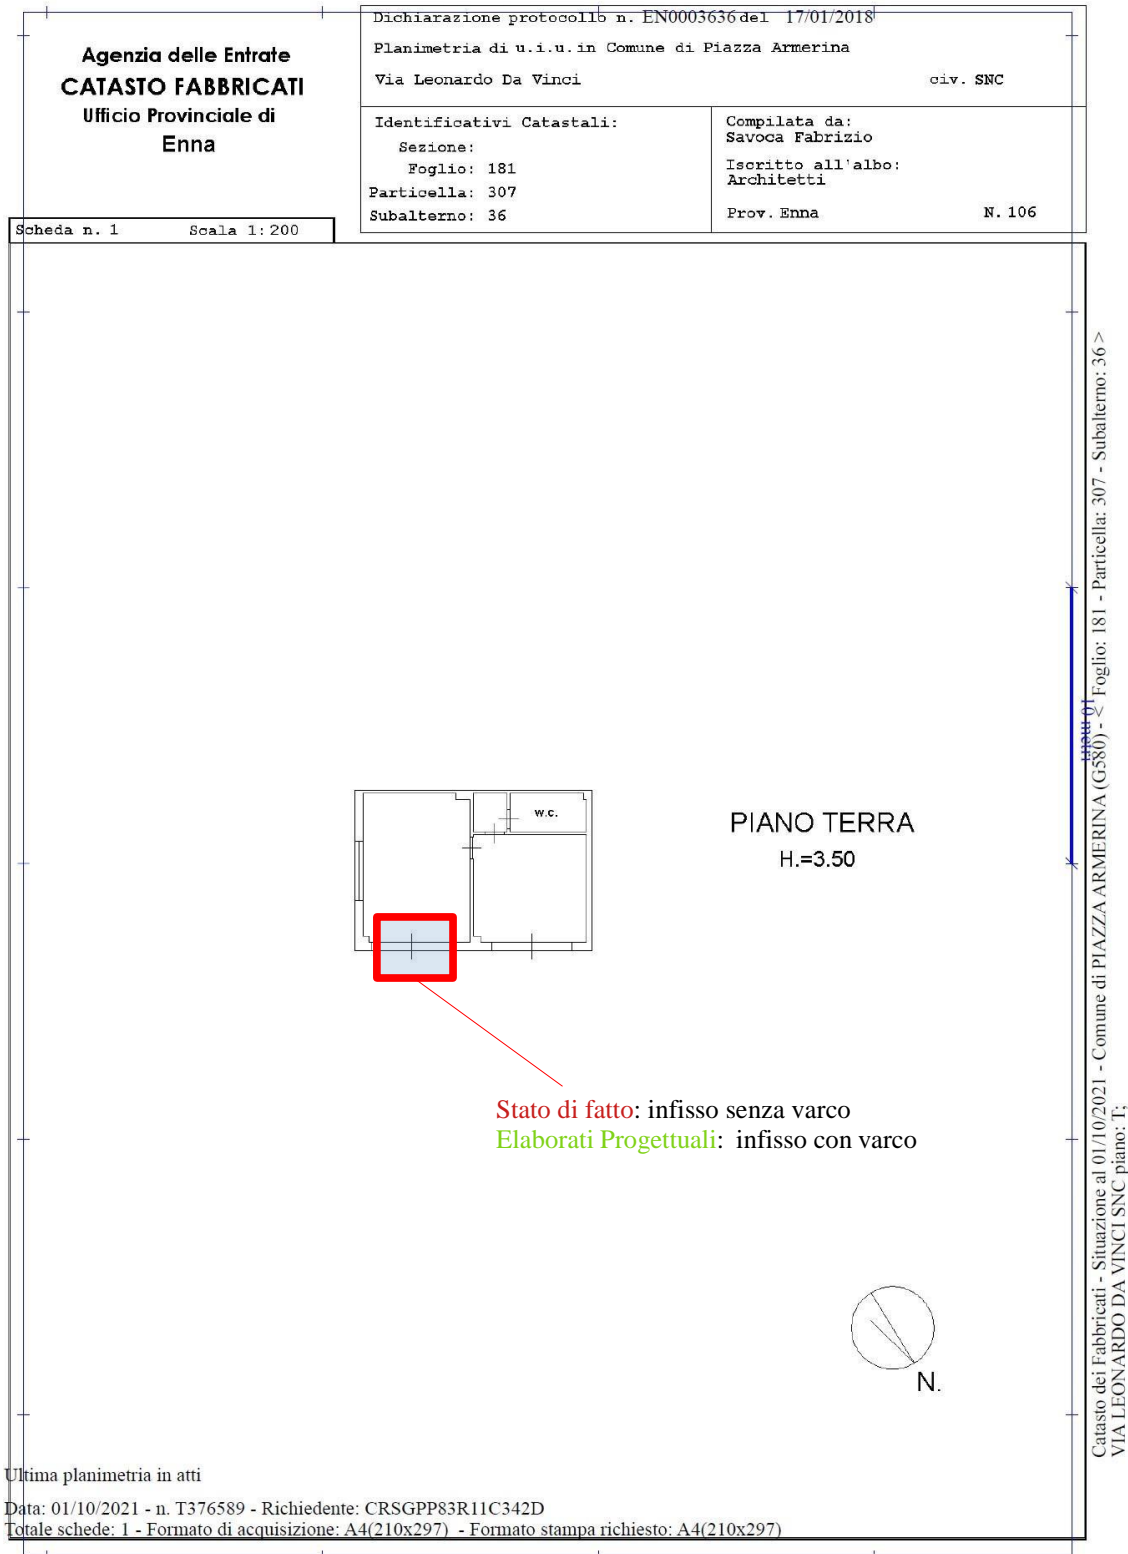 Agenzia delle Entrate
CATASTO FABBRICATI
Ufficio Provinciale di
Enna
Dichiarazione protocollo n. EN0003636 del 17/01/2018
Planimetria di u.i.u. in Comune di Piazza Armerina
Via Leonardo Da Vinci civ. SNC
Identificativi Catastali:
Sezione:
Foglio: 181
Particella: 307
Subalterno: 36
Compilata da:
Savoca Fabrizio
Iscritto all'albo:
Architetti
Prov. Enna N. 106
Scheda n. 1 Scala 1:200
W.C.
PIANO TERRA
H.=3.50
Stato di fatto: infisso senza varco
Elaborati Progettuali: infisso con varco
N.
10 metri
Catasto dei Fabbricati - Situazione al 01/10/2021 - Comune di PIAZZA ARMERINA (G580) - < Foglio: 181 - Particella: 307 - Subalterno: 36 >
VIA LEONARDO DA VINCI SNC piano: T;
Ultima planimetria in atti
Data: 01/10/2021 - n. T376589 - Richiedente: CRSGPP83R11C342D
Totale schede: 1 - Formato di acquisizione: A4(210x297) - Formato stampa richiesto: A4(210x297)